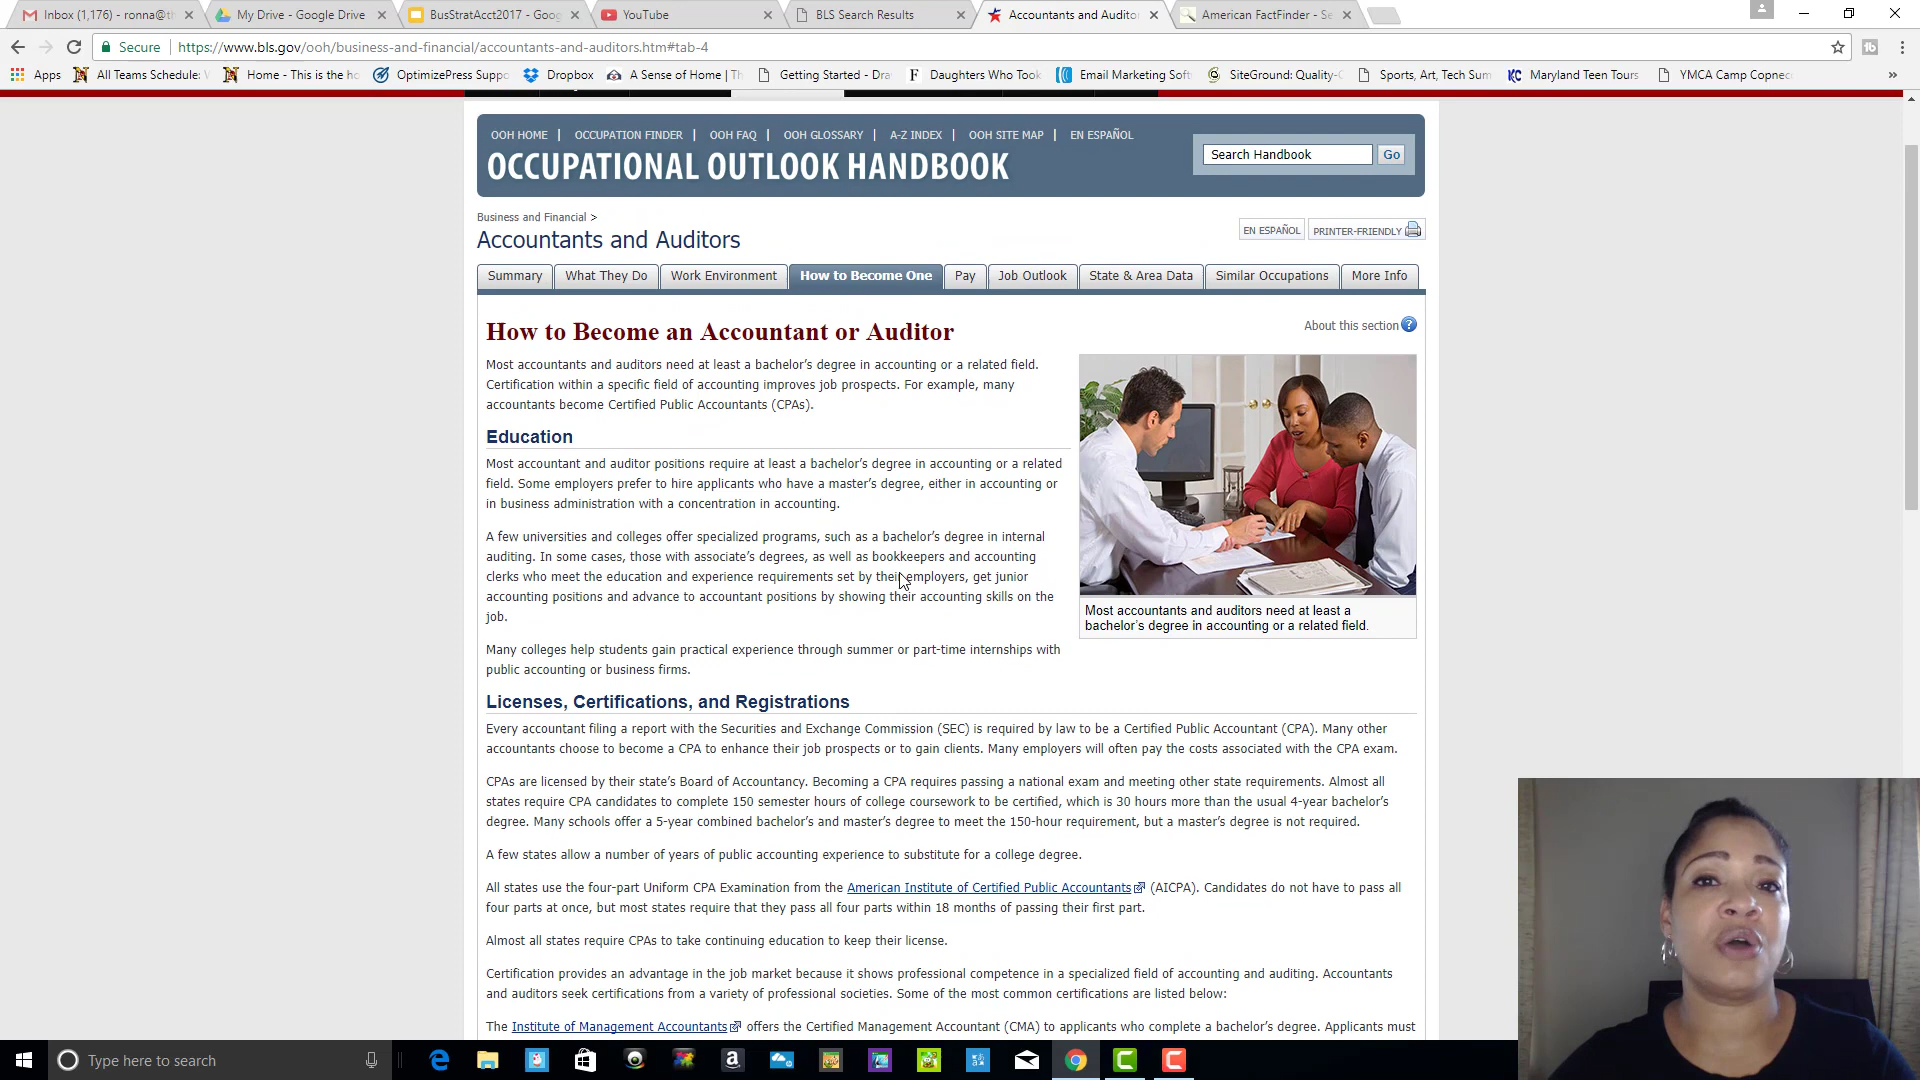 Inbox (1,176) - ronna@th
My Drive - Google Drive
BusStratAcct2017 - Goog
YouTube
BLS Search Results
Accountants and Auditor
American FactFinder - Se
Secure
https://www.bls.gov/ooh/business-and-financial/accountants-and-auditors.htm#tab-4
Apps
All Teams Schedule: 
Home - This is the ho
OptimizePress Suppo
Dropbox
A Sense of Home | Th
Getting Started - Dra
Daughters Who Took
Email Marketing Soft
SiteGround: Quality-
Sports, Art, Tech Sum
Maryland Teen Tours
YMCA Camp Copnec
OOH HOME | OCCUPATION FINDER | OOH FAQ | OOH GLOSSARY | A-Z INDEX | OOH SITE MAP | EN ESPAÑOL
OCCUPATIONAL OUTLOOK HANDBOOK
Search Handbook
Go
Business and Financial >
Accountants and Auditors
EN ESPAÑOL
PRINTER-FRIENDLY
Summary
What They Do
Work Environment
How to Become One
Pay
Job Outlook
State & Area Data
Similar Occupations
More Info
How to Become an Accountant or Auditor
About this section
Most accountants and auditors need at least a bachelor's degree in accounting or a related field.
Certification within a specific field of accounting improves job prospects. For example, many
accountants become Certified Public Accountants (CPAs).
Education
Most accountant and auditor positions require at least a bachelor's degree in accounting or a related
field. Some employers prefer to hire applicants who have a master's degree, either in accounting or
in business administration with a concentration in accounting.
A few universities and colleges offer specialized programs, such as a bachelor's degree in internal
auditing. In some cases, those with associate's degrees, as well as bookkeepers and accounting
clerks who meet the education and experience requirements set by their employers, get junior
accounting positions and advance to accountant positions by showing their accounting skills on the
job.
Many colleges help students gain practical experience through summer or part-time internships with
public accounting or business firms.
Most accountants and auditors need at least a
bachelor's degree in accounting or a related field.
Licenses, Certifications, and Registrations
Every accountant filing a report with the Securities and Exchange Commission (SEC) is required by law to be a Certified Public Accountant (CPA). Many other
accountants choose to become a CPA to enhance their job prospects or to gain clients. Many employers will often pay the costs associated with the CPA exam.
CPAs are licensed by their state's Board of Accountancy. Becoming a CPA requires passing a national exam and meeting other state requirements. Almost all
states require CPA candidates to complete 150 semester hours of college coursework to be certified, which is 30 hours more than the usual 4-year bachelor's
degree. Many schools offer a 5-year combined bachelor's and master's degree to meet the 150-hour requirement, but a master's degree is not required.
A few states allow a number of years of public accounting experience to substitute for a college degree.
All states use the four-part Uniform CPA Examination from the American Institute of Certified Public Accountants (AICPA). Candidates do not have to pass all
four parts at once, but most states require that they pass all four parts within 18 months of passing their first part.
Almost all states require CPAs to take continuing education to keep their license.
Certification provides an advantage in the job market because it shows professional competence in a specialized field of accounting and auditing. Accountants
and auditors seek certifications from a variety of professional societies. Some of the most common certifications are listed below:
The Institute of Management Accountants offers the Certified Management Accountant (CMA) to applicants who complete a bachelor's degree. Applicants must
Type here to search